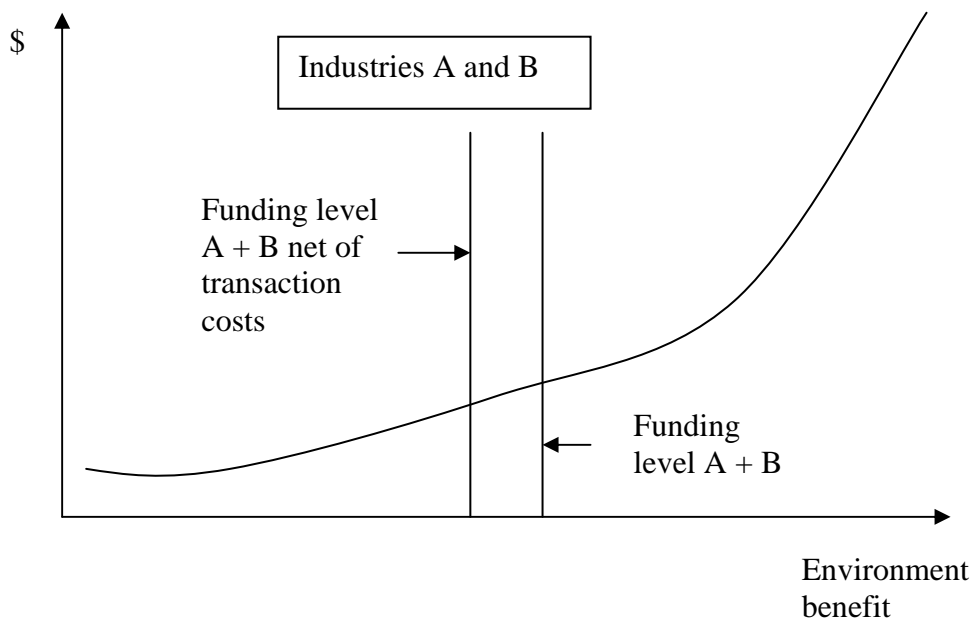 $
Industries A and B
Funding level
A + B net of
transaction
costs
Funding
level A + B
Environment
benefit